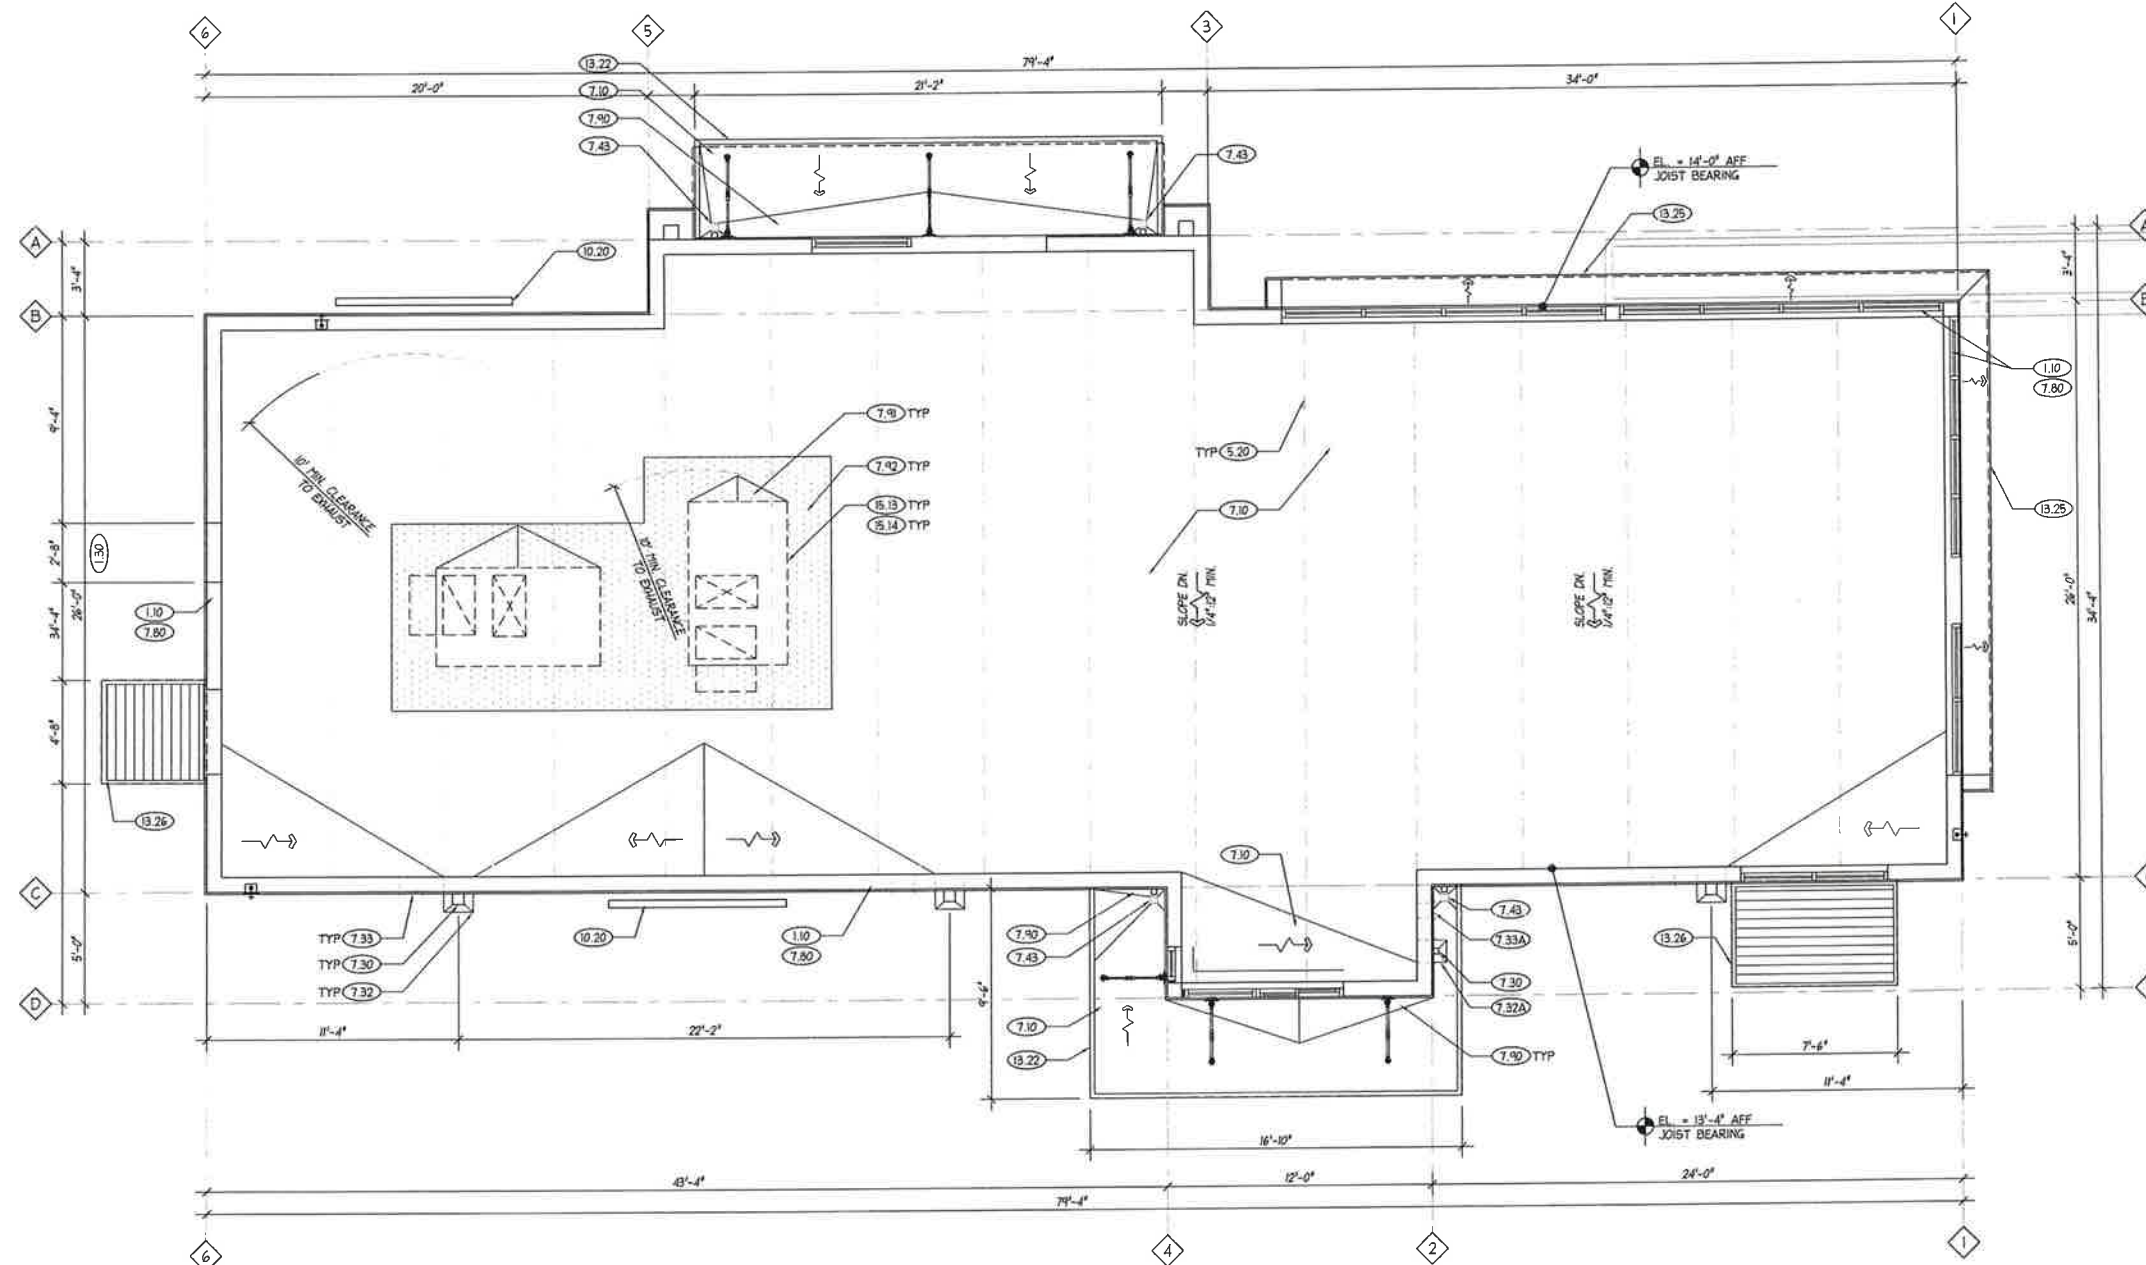 6
5
3
1
79'-4"
20'-0"
21'-2"
34'-0"
13.22
7.10
7.90
7.43
7.43
EL. = 14'-0" AFF
JOIST BEARING
13.25
10.20
A
B
A
3'-4"
3'-4"
9'-4"
2'-8"
34'-4"
26'-0"
4'-8"
5'-0"
1.30
1.10
7.80
1.10
7.80
13.25
26'-0"
34'-4"
5'-0"
10' MIN. CLEARANCE
TO EXHAUST
10' MIN. CLEARANCE
TO EXHAUST
7.91 TYP
7.92 TYP
15.13 TYP
15.14 TYP
TYP 5.20
7.10
SLOPE DN.
1/4":12" MIN.
SLOPE DN.
1/4":12" MIN.
13.26
7.10
C
D
TYP 7.33
TYP 7.30
TYP 7.32
10.20
1.10
7.80
7.90
7.43
7.10
13.22
7.43
7.33A
7.30
7.32A
7.90 TYP
13.26
9'-6"
11'-4"
22'-2"
7'-6"
11'-4"
16'-10"
EL. = 13'-4" AFF
JOIST BEARING
43'-4"
12'-0"
24'-0"
79'-4"
6
4
2
1